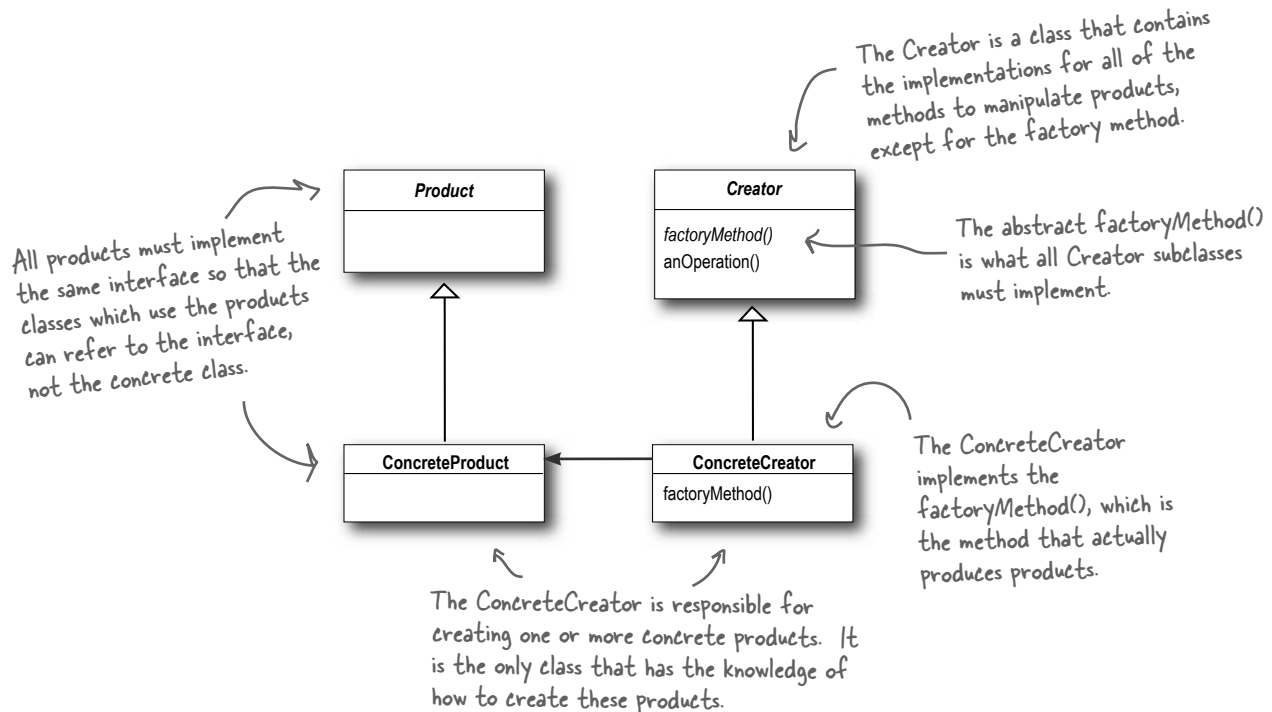 The Creator is a class that contains
the implementations for all of the
methods to manipulate products,
except for the factory method.
Product
Creator
factoryMethod()
anOperation()
The abstract factoryMethod()
is what all Creator subclasses
must implement.
All products must implement
the same interface so that the
classes which use the products
can refer to the interface,
not the concrete class.
ConcreteProduct
ConcreteCreator
factoryMethod()
The ConcreteCreator
implements the
factoryMethod(), which is
the method that actually
produces products.
The ConcreteCreator is responsible for
creating one or more concrete products. It
is the only class that has the knowledge of
how to create these products.